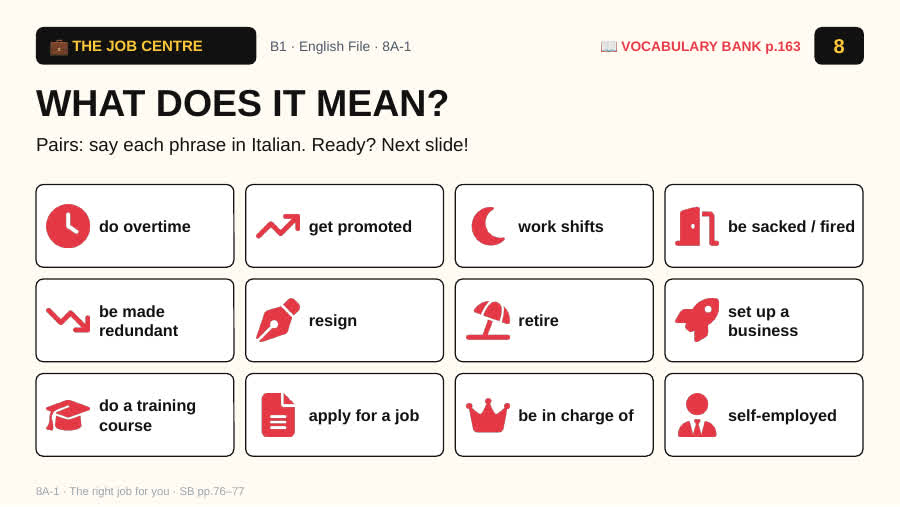 💼 THE JOB CENTRE
B1 · English File · 8A-1
📖 VOCABULARY BANK p.163
8
WHAT DOES IT MEAN?
Pairs: say each phrase in Italian. Ready? Next slide!
do overtime
get promoted
work shifts
be sacked / fired
be made
redundant
resign
retire
set up a
business
do a training
course
apply for a job
be in charge of
self-employed
8A-1 · The right job for you · SB pp.76–77